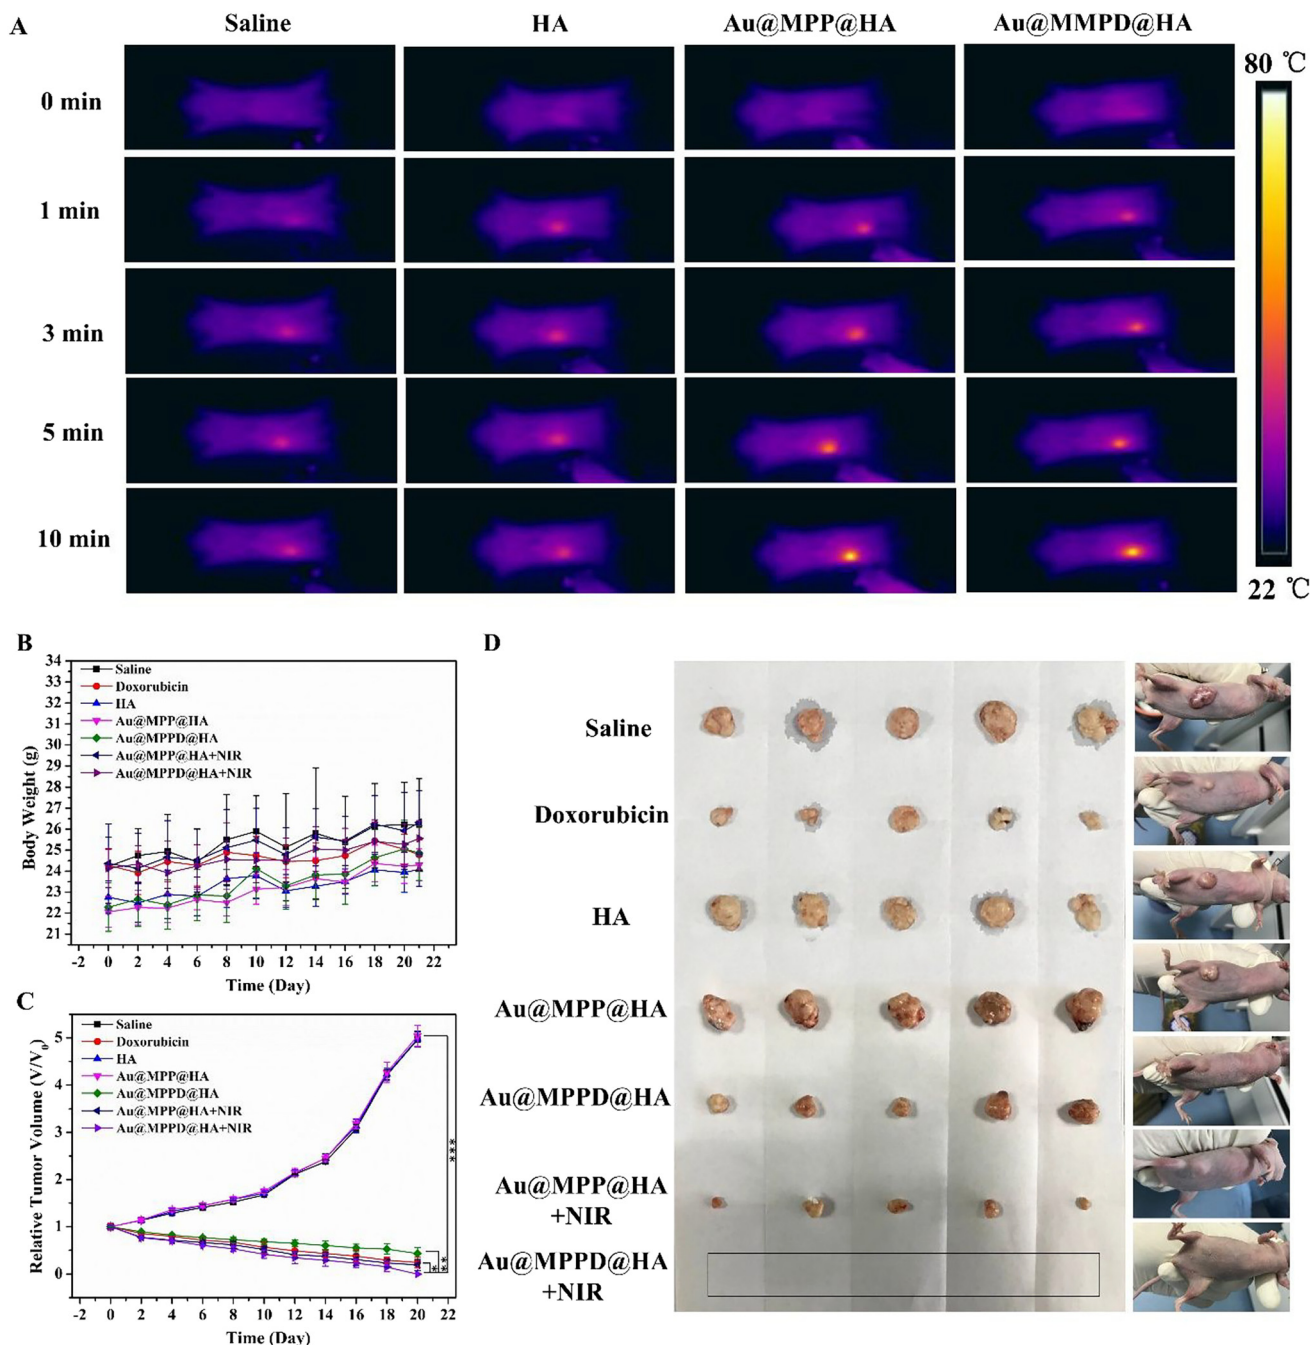 A
Saline
HA
Au@MPP@HA
Au@MMPD@HA
80 ℃
0 min
1 min
3 min
5 min
10 min
22 ℃
B
34
33
32
31
30
29
28
27
26
25
24
23
22
21
Body Weight (g)
Saline
Doxorubicin
HA
Au@MPP@HA
Au@MPPD@HA
Au@MPP@HA+NIR
Au@MPPD@HA+NIR
-2 0 2 4 6 8 10 12 14 16 18 20 22
Time (Day)
C
5
4
3
2
1
0
Relative Tumor Volume (V/V₀)
Saline
Doxorubicin
HA
Au@MPP@HA
Au@MPPD@HA
Au@MPP@HA+NIR
Au@MPPD@HA+NIR
***
**
*
-2 0 2 4 6 8 10 12 14 16 18 20 22
Time (Day)
D
Saline
Doxorubicin
HA
Au@MPP@HA
Au@MPPD@HA
Au@MPP@HA
+NIR
Au@MPPD@HA
+NIR